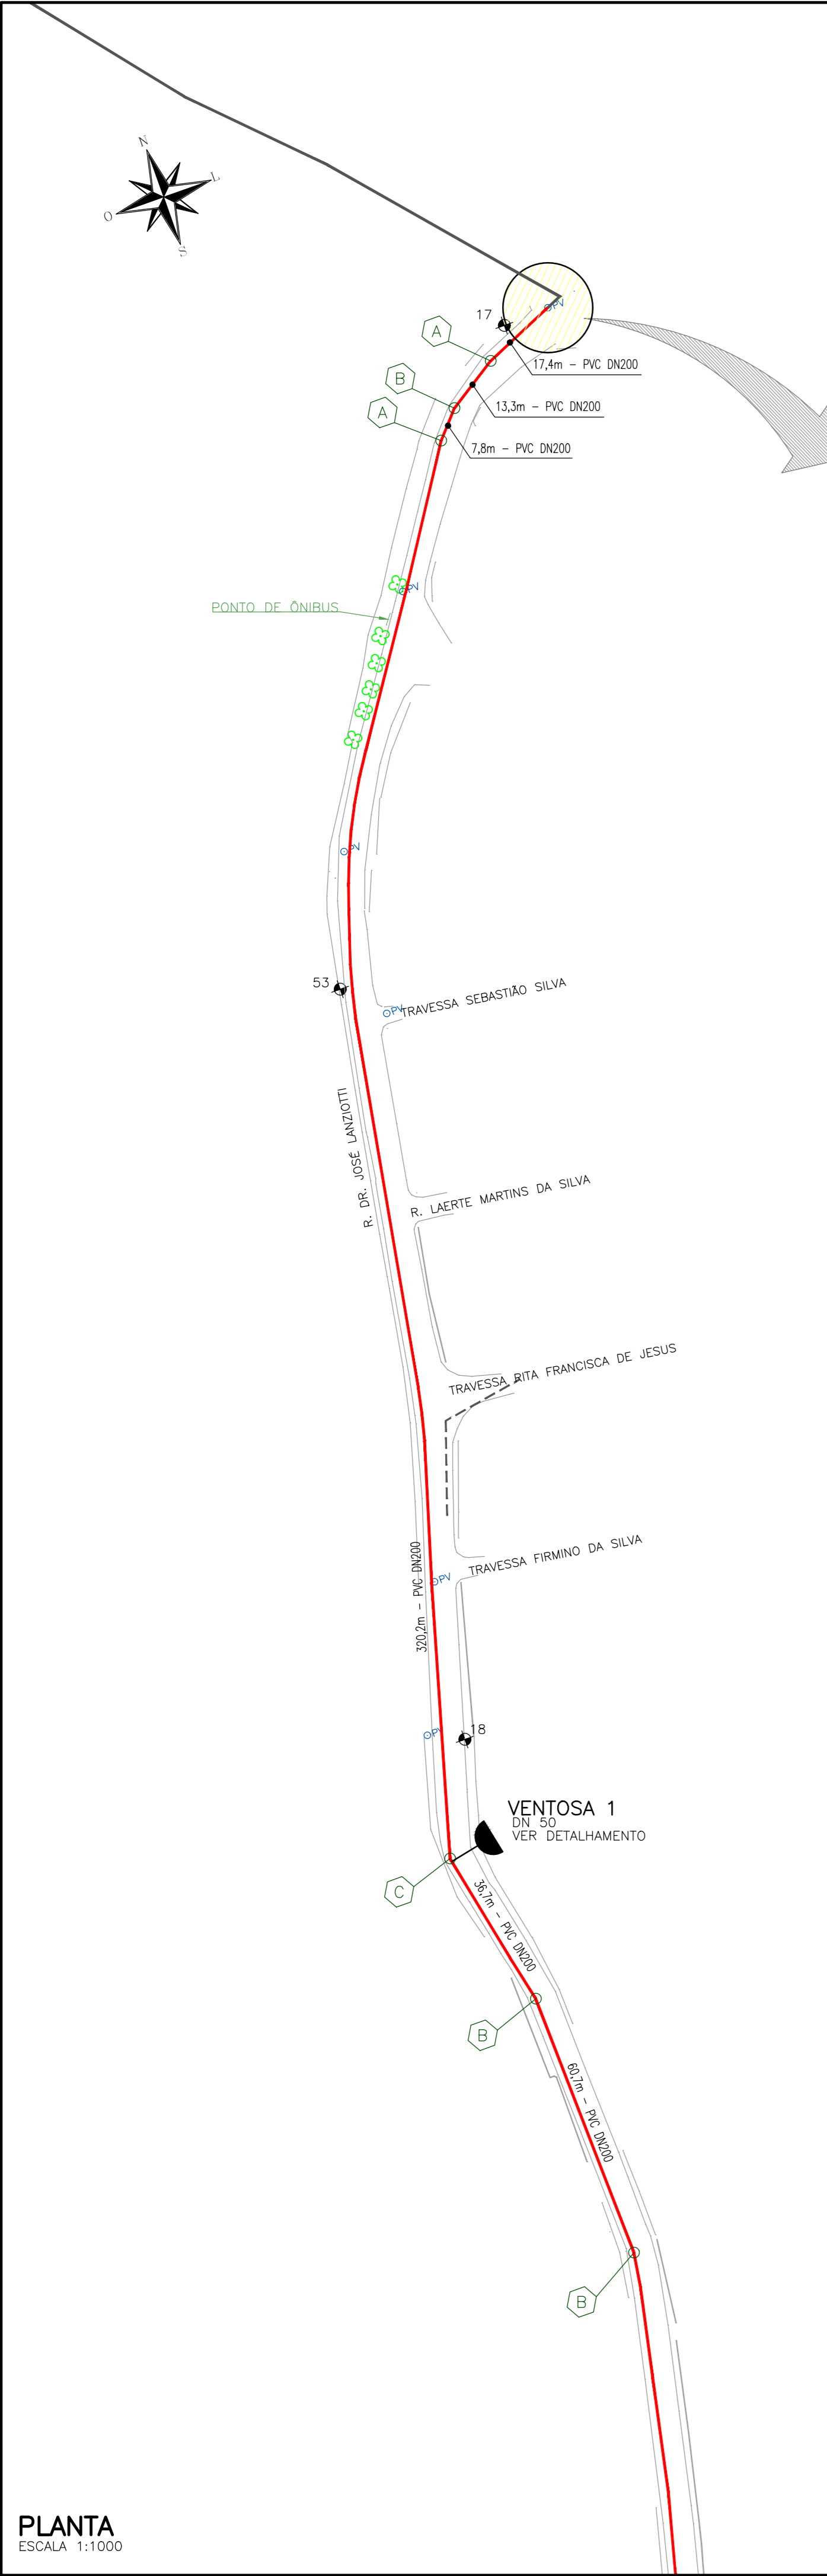 N
L
O
S
PV
17
A
17,4m - PVC DN200
B
13,3m - PVC DN200
A
7,8m - PVC DN200
PV
PONTO DE ÔNIBUS
PV
53
PV
TRAVESSA SEBASTIÃO SILVA
R. DR. JOSÉ LANZIOTTI
R. LAERTE MARTINS DA SILVA
TRAVESSA RITA FRANCISCA DE JESUS
320,2m - PVC DN200
TRAVESSA FIRMINO DA SILVA
PV
PV
18
VENTOSA 1
DN 50
VER DETALHAMENTO
C
36,7m - PVC DN200
B
60,7m - PVC DN200
B
PLANTA
ESCALA 1:1000